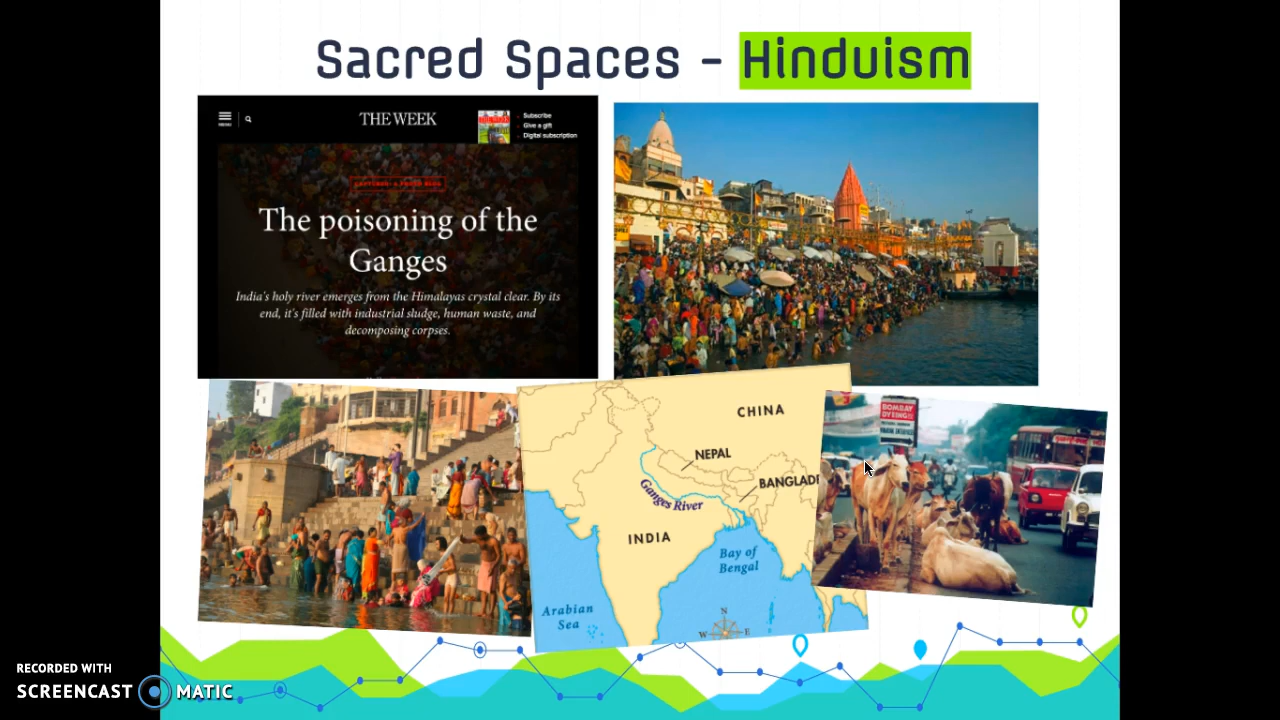 Sacred Spaces - Hinduism
MENU
THE WEEK
Subscribe
Give a gift
Digital subscription
The poisoning of the
Ganges
India's holy river emerges from the Himalayas crystal clear. By its
end, it's filled with industrial sludge, human waste, and
decomposing corpses.
CHINA
NEPAL
BANGLADE
Ganges River
INDIA
Bay of
Bengal
Arabian
Sea
N
W
E
BOMBAY
DYEING
RECORDED WITH
SCREENCAST MATIC